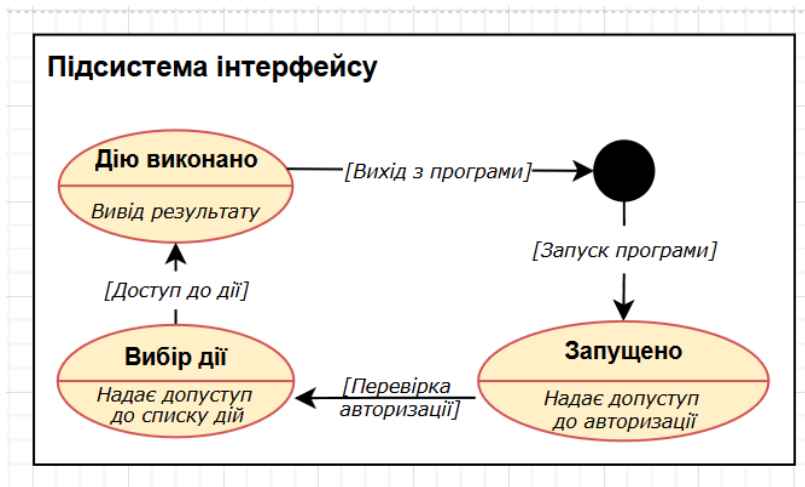 Підсистема інтерфейсу
Дію виконано
Вивід результату
[Вихід з програми]
[Запуск програми]
[Доступ до дії]
Вибір дії
Надає допуступ
до списку дій
[Перевірка
авторизації]
Запущено
Надає допуступ
до авторизації